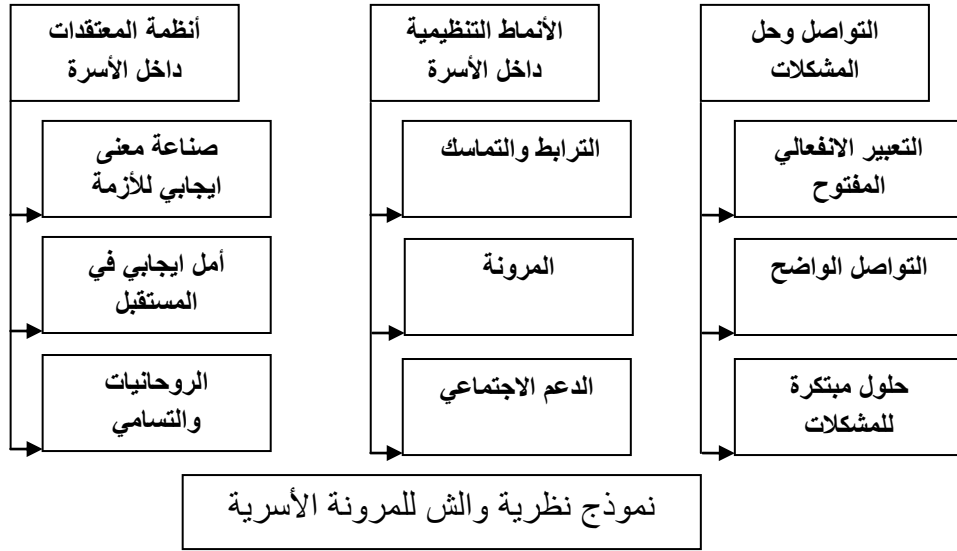 التواصل وحل
المشكلات
التعبير الانفعالي
المفتوح
التواصل الواضح
حلول مبتكرة
للمشكلات
الأنماط التنظيمية
داخل الأسرة
الترابط والتماسك
المرونة
الدعم الاجتماعي
أنظمة المعتقدات
داخل الأسرة
صناعة معنى
ايجابي للأزمة
أمل ايجابي في
المستقبل
الروحانيات
والتسامي
نموذج نظرية والش للمرونة الأسرية